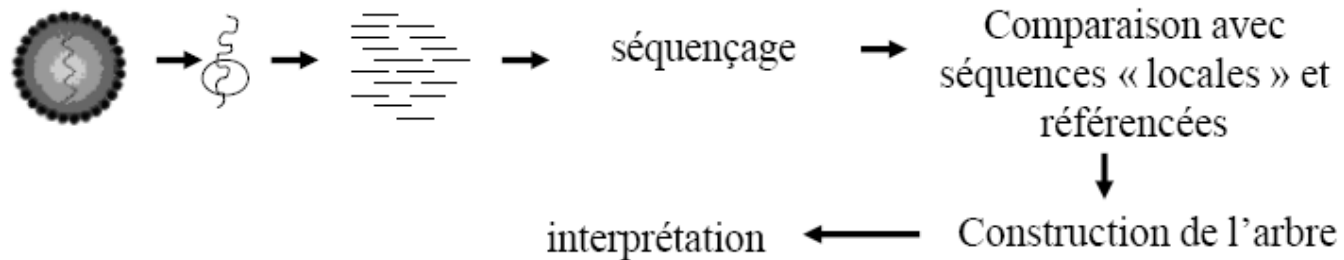 séquençage
Comparaison avec
séquences « locales » et
référencées
Construction de l’arbre
interprétation